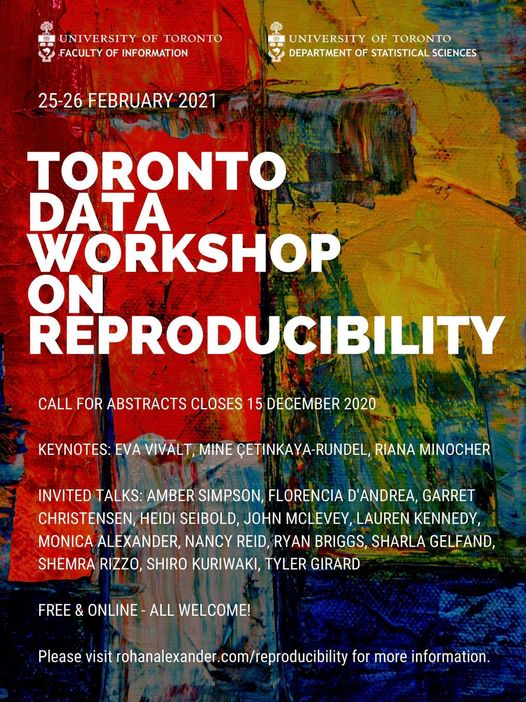 UNIVERSITY OF TORONTO
FACULTY OF INFORMATION
UNIVERSITY OF TORONTO
DEPARTMENT OF STATISTICAL SCIENCES
25-26 FEBRUARY 2021
TORONTO
DATA
WORKSHOP
ON
REPRODUCIBILITY
CALL FOR ABSTRACTS CLOSES 15 DECEMBER 2020
KEYNOTES: EVA VIVALT, MINE ÇETINKAYA-RUNDEL, RIANA MINOCHER
INVITED TALKS: AMBER SIMPSON, FLORENCIA D'ANDREA, GARRET
CHRISTENSEN, HEIDI SEIBOLD, JOHN MCLEVEY, LAUREN KENNEDY,
MONICA ALEXANDER, NANCY REID, RYAN BRIGGS, SHARLA GELFAND,
SHEMRA RIZZO, SHIRO KURIWAKI, TYLER GIRARD
FREE & ONLINE - ALL WELCOME!
Please visit rohanalexander.com/reproducibility for more information.